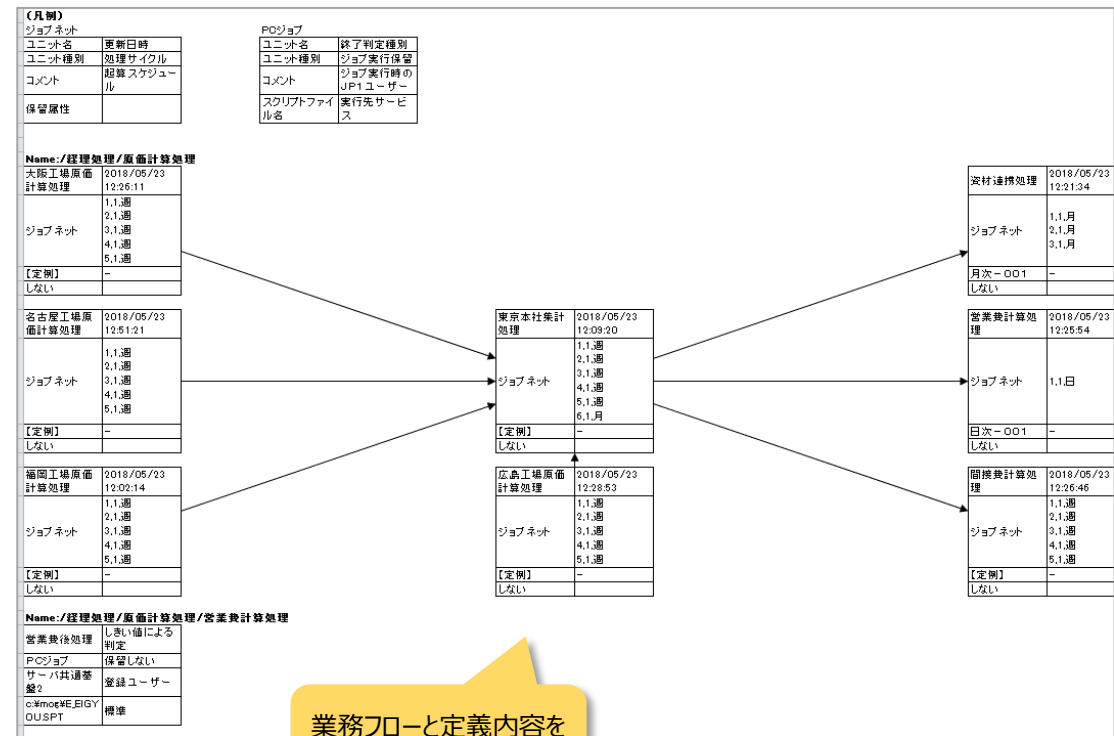 (凡例)
ジョブネット
ユニット名 更新日時
ユニット種別 処理サイクル
コメント 起算スケジュー
ル
保留属性
PCジョブ
ユニット名 終了判定種別
ユニット種別 ジョブ実行保留
コメント ジョブ実行時の
JP1ユーザー
スクリプトファイ 実行先サービ
ル名 ス
Name:/経理処理/原価計算処理
大阪工場原価 2018/05/23
計算処理 12:26:11
ジョブネット
1,1,週
2,1,週
3,1,週
4,1,週
5,1,週
【定例】 -
しない
名古屋工場原 2018/05/23
価計算処理 12:51:21
ジョブネット
1,1,週
2,1,週
3,1,週
4,1,週
5,1,週
【定例】 -
しない
福岡工場原価 2018/05/23
計算処理 12:02:14
ジョブネット
1,1,週
2,1,週
3,1,週
4,1,週
5,1,週
【定例】 -
しない
東京本社集計 2018/05/23
処理 12:09:20
ジョブネット
1,1,週
2,1,週
3,1,週
4,1,週
5,1,週
6,1,月
【定例】 -
しない
広島工場原価 2018/05/23
計算処理 12:28:53
ジョブネット
1,1,週
2,1,週
3,1,週
4,1,週
5,1,週
【定例】 -
しない
資材連携処理 2018/05/23
12:21:34
ジョブネット
1,1,月
2,1,月
3,1,月
月次-001 -
しない
営業費計算処 2018/05/23
理 12:25:54
ジョブネット 1,1,日
日次-001 -
しない
間接費計算処 2018/05/23
理 12:26:46
ジョブネット
1,1,週
2,1,週
3,1,週
4,1,週
5,1,週
【定例】 -
しない
Name:/経理処理/原価計算処理/営業費計算処理
営業費後処理 しきい値による
判定
PCジョブ 保留しない
サーバ共通基 登録ユーザー
盤2
c:¥mog¥E_EIGY 標準
OU.SPT
業務フローと定義内容を